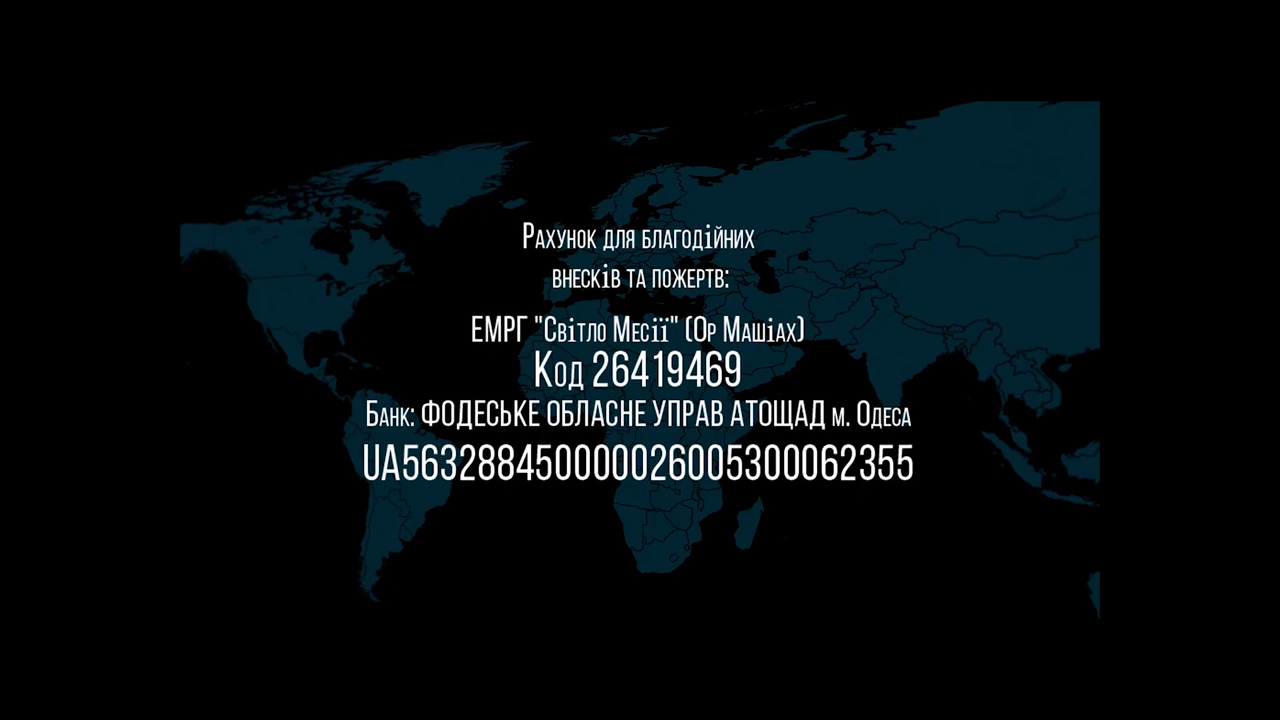 Рахунок для благодійних
внесків та пожертв:
ЕМРГ "Світло Месії" (Ор Машіах)
Код 26419469
Банк: ФОДЕСЬКЕ ОБЛАСНЕ УПРАВ АТОЩАД м. Одеса
UA563288450000026005300062355